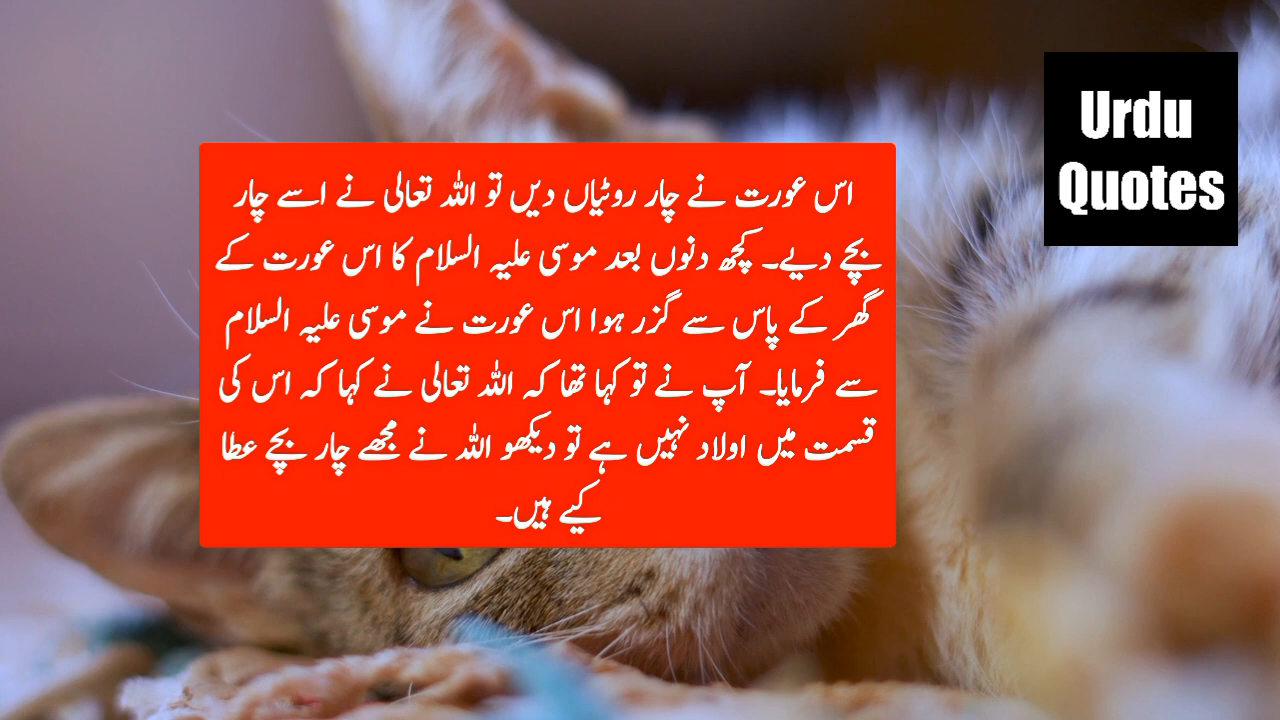 اس عورت نے چار روٹیاں دیں تو اللہ تعالی نے اسے چار
بچے دیے۔ کچھ دنوں بعد موسی علیہ السلام کا اس عورت کے
گھر کے پاس سے گزر ہوا اس عورت نے موسی علیہ السلام
سے فرمایا۔ آپ نے تو کہا تھا کہ اللہ تعالی نے کہا کہ اس کی
قسمت میں اولاد نہیں ہے تو دیکھو اللہ نے مجھے چار بچے عطا
کیے ہیں۔
Urdu
Quotes